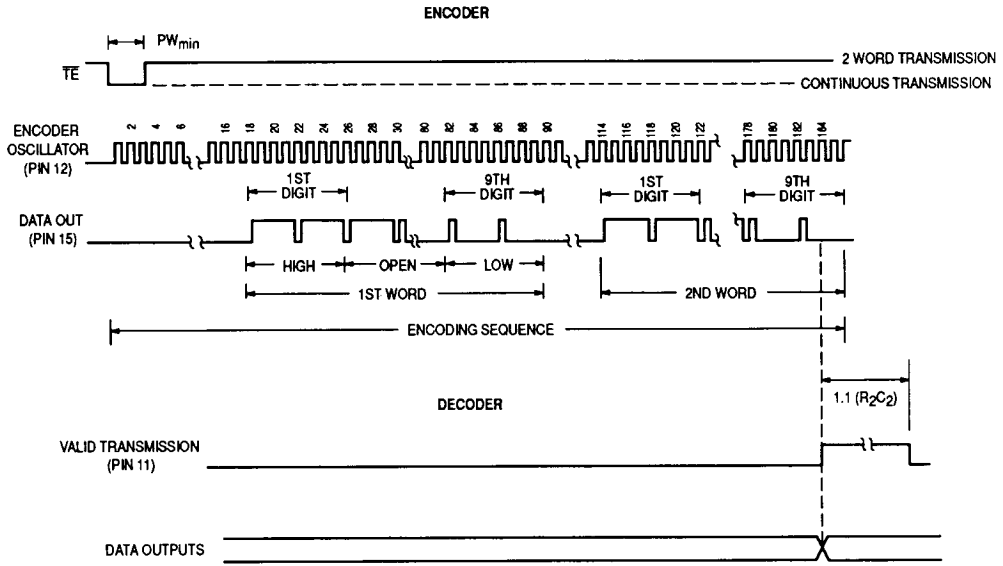 ENCODER
PWmin
TE
2 WORD TRANSMISSION
CONTINUOUS TRANSMISSION
ENCODER
OSCILLATOR
(PIN 12)
2 4 6 16 18 20 22 24 26 28 30 80 82 84 86 88 90 114 116 118 120 122 178 180 182 184
1ST
DIGIT
9TH
DIGIT
1ST
DIGIT
9TH
DIGIT
DATA OUT
(PIN 15)
HIGH OPEN LOW
1ST WORD
2ND WORD
ENCODING SEQUENCE
DECODER
1.1 (R2C2)
VALID TRANSMISSION
(PIN 11)
DATA OUTPUTS